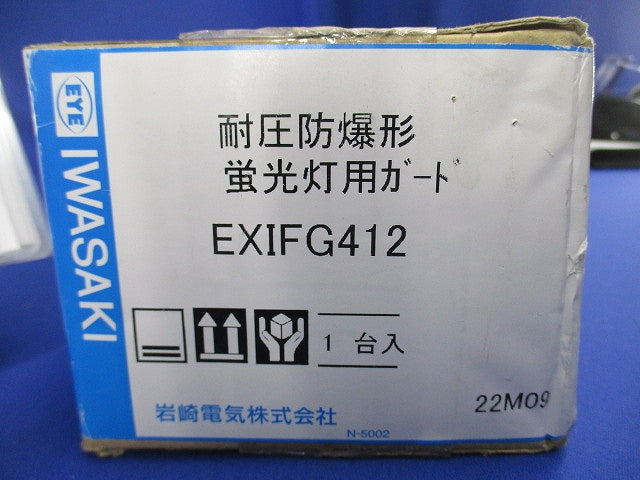 EYE
IWASAKI
耐圧防爆形
蛍光灯用ｶﾞｰﾄﾞ
EXIFG412
1 台入
22M09
岩崎電気株式会社
N-5002